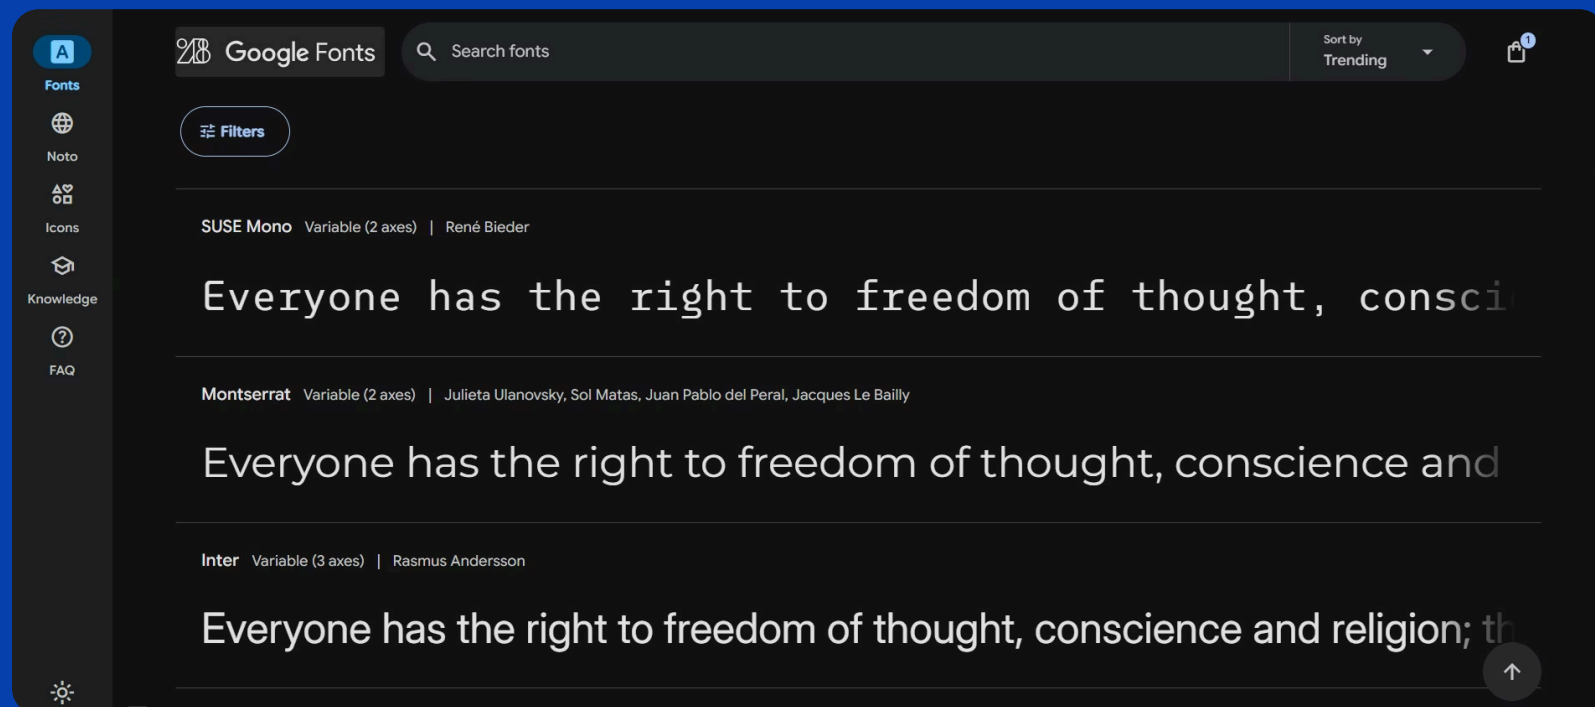 A
Fonts
Noto
Icons
Knowledge
FAQ
Google Fonts
Search fonts
Sort by
Trending
1
Filters
SUSE Mono Variable (2 axes) | René Bieder
Everyone has the right to freedom of thought, consci
Montserrat Variable (2 axes) | Julieta Ulanovsky, Sol Matas, Juan Pablo del Peral, Jacques Le Bailly
Everyone has the right to freedom of thought, conscience and
Inter Variable (3 axes) | Rasmus Andersson
Everyone has the right to freedom of thought, conscience and religion; th